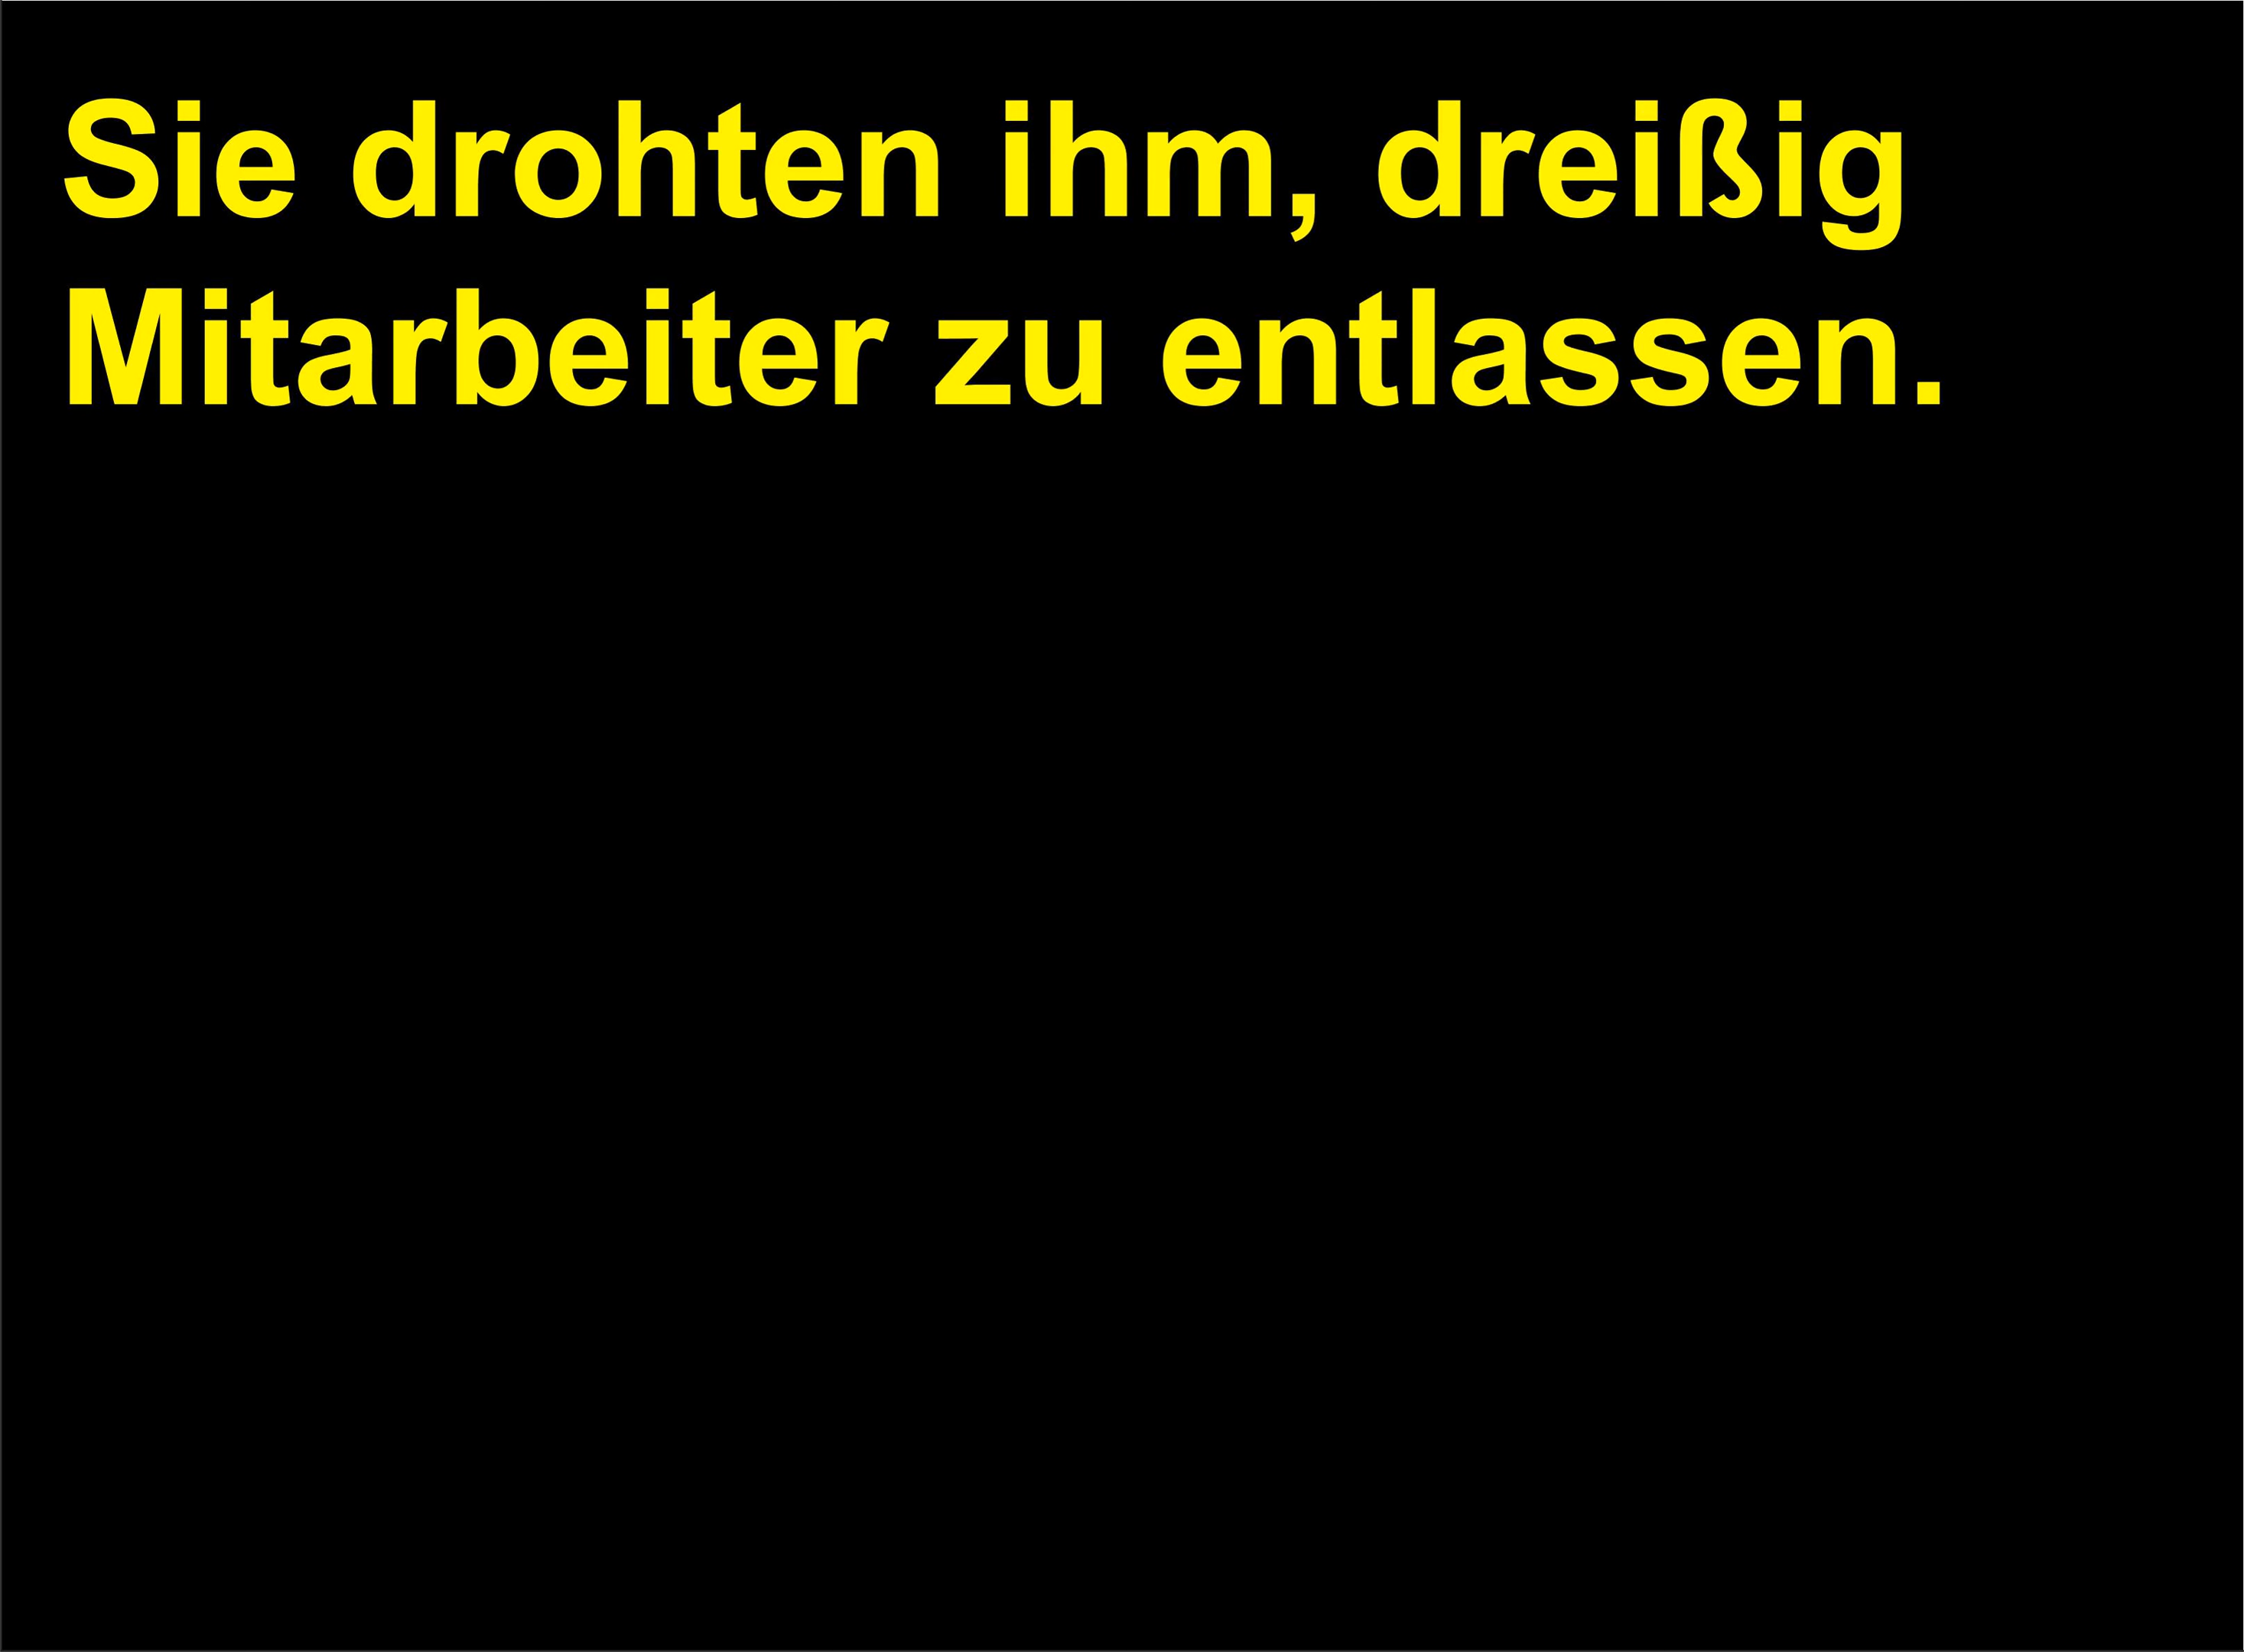 Sie drohten ihm, dreißig
Mitarbeiter zu entlassen.